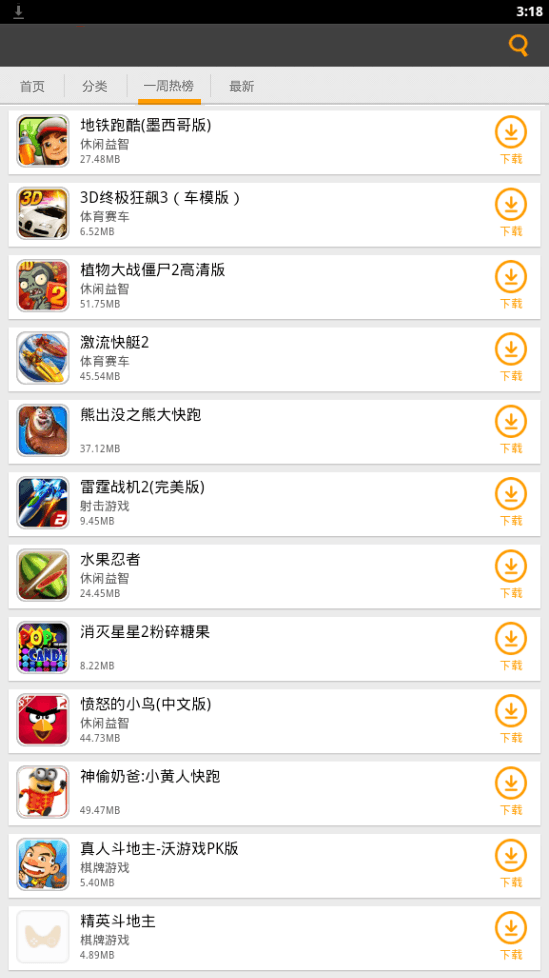 3:18
首页 分类 一周热榜 最新
地铁跑酷(墨西哥版)
休闲益智
27.48MB
下载
3D
3D终极狂飙3（车模版）
体育赛车
6.52MB
下载
HD
2
植物大战僵尸2高清版
休闲益智
51.75MB
下载
激流快艇2
体育赛车
45.54MB
下载
熊出没之熊大快跑
37.12MB
下载
2
雷霆战机2(完美版)
射击游戏
9.45MB
下载
水果忍者
休闲益智
24.45MB
下载
POP!
CANDY
消灭星星2粉碎糖果
8.22MB
下载
愤怒的小鸟(中文版)
休闲益智
44.73MB
下载
神偷奶爸:小黄人快跑
49.47MB
下载
真人斗地主-沃游戏PK版
棋牌游戏
5.40MB
下载
精英斗地主
棋牌游戏
4.89MB
下载